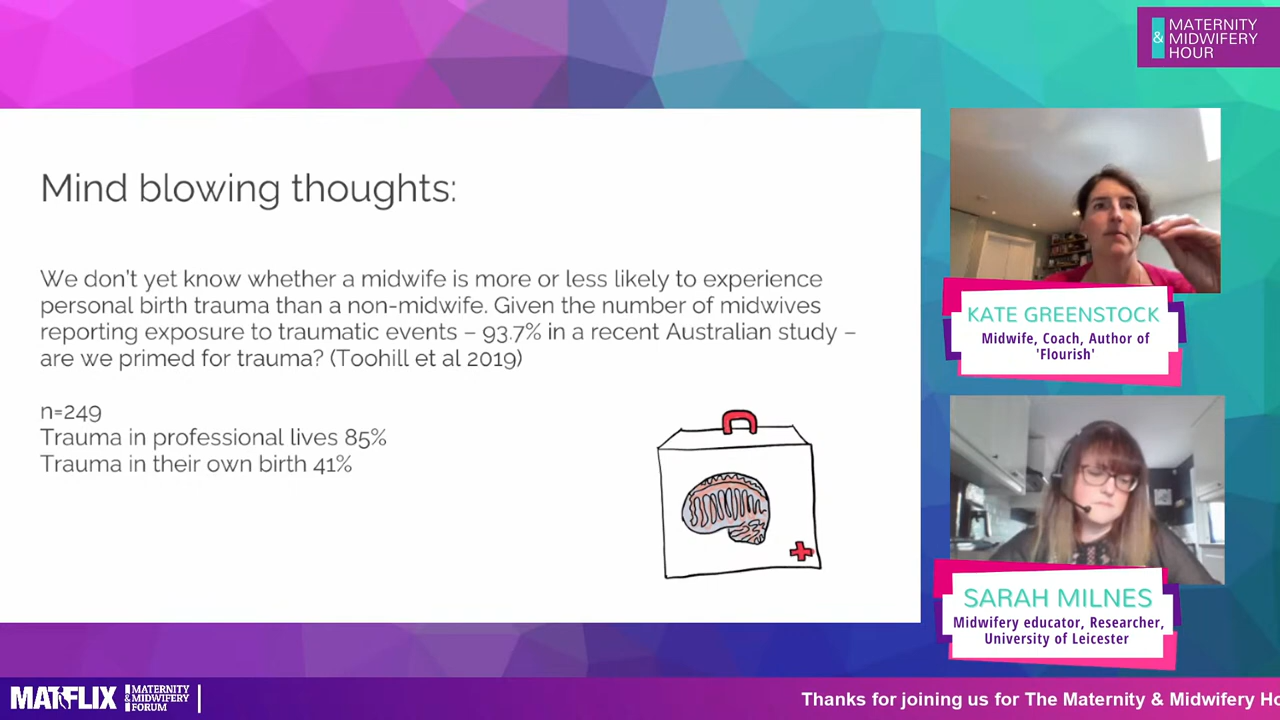 MATERNITY
& MIDWIFERY
HOUR
Mind blowing thoughts:
We don't yet know whether a midwife is more or less likely to experience
personal birth trauma than a non-midwife. Given the number of midwives
reporting exposure to traumatic events – 93.7% in a recent Australian study –
are we primed for trauma? (Toohill et al 2019)
n=249
Trauma in professional lives 85%
Trauma in their own birth 41%
KATE GREENSTOCK
Midwife, Coach, Author of
'Flourish'
SARAH MILNES
Midwifery educator, Researcher,
University of Leicester
MATFLIX
MATERNITY
& MIDWIFERY
FORUM
Thanks for joining us for The Maternity & Midwifery Ho